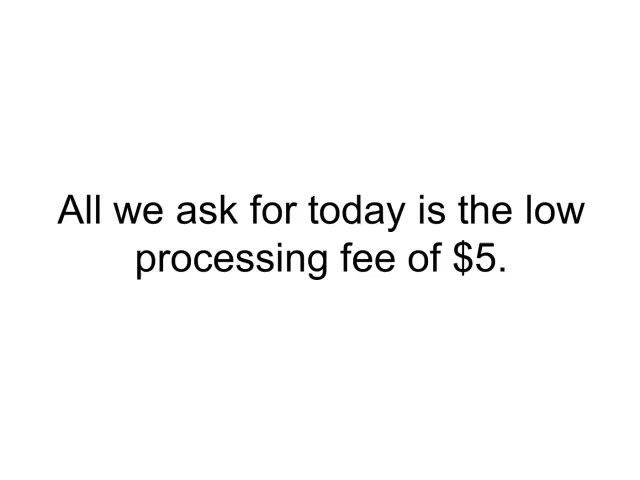 All we ask for today is the low
processing fee of $5.